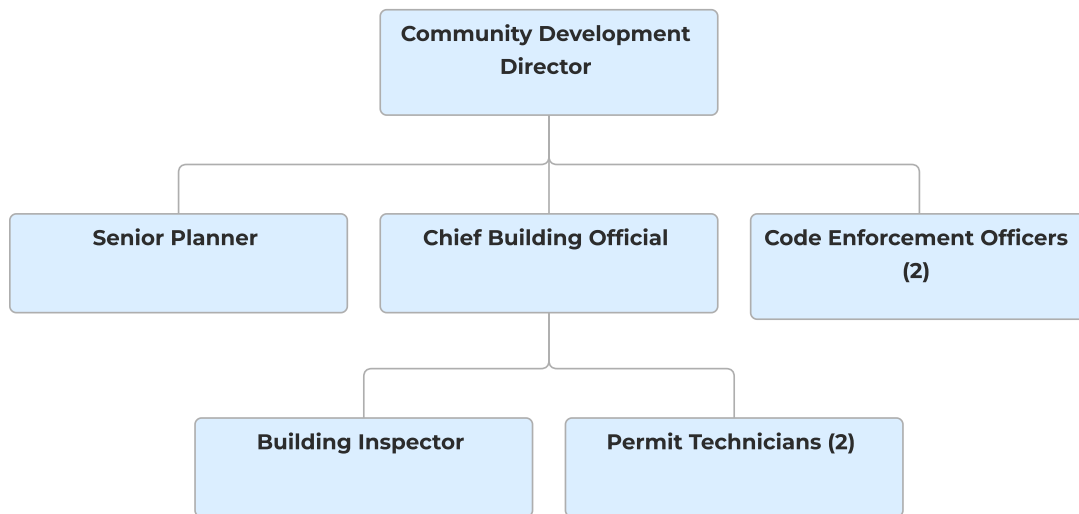 Community Development
Director
Senior Planner
Chief Building Official
Code Enforcement Officers
(2)
Building Inspector
Permit Technicians (2)